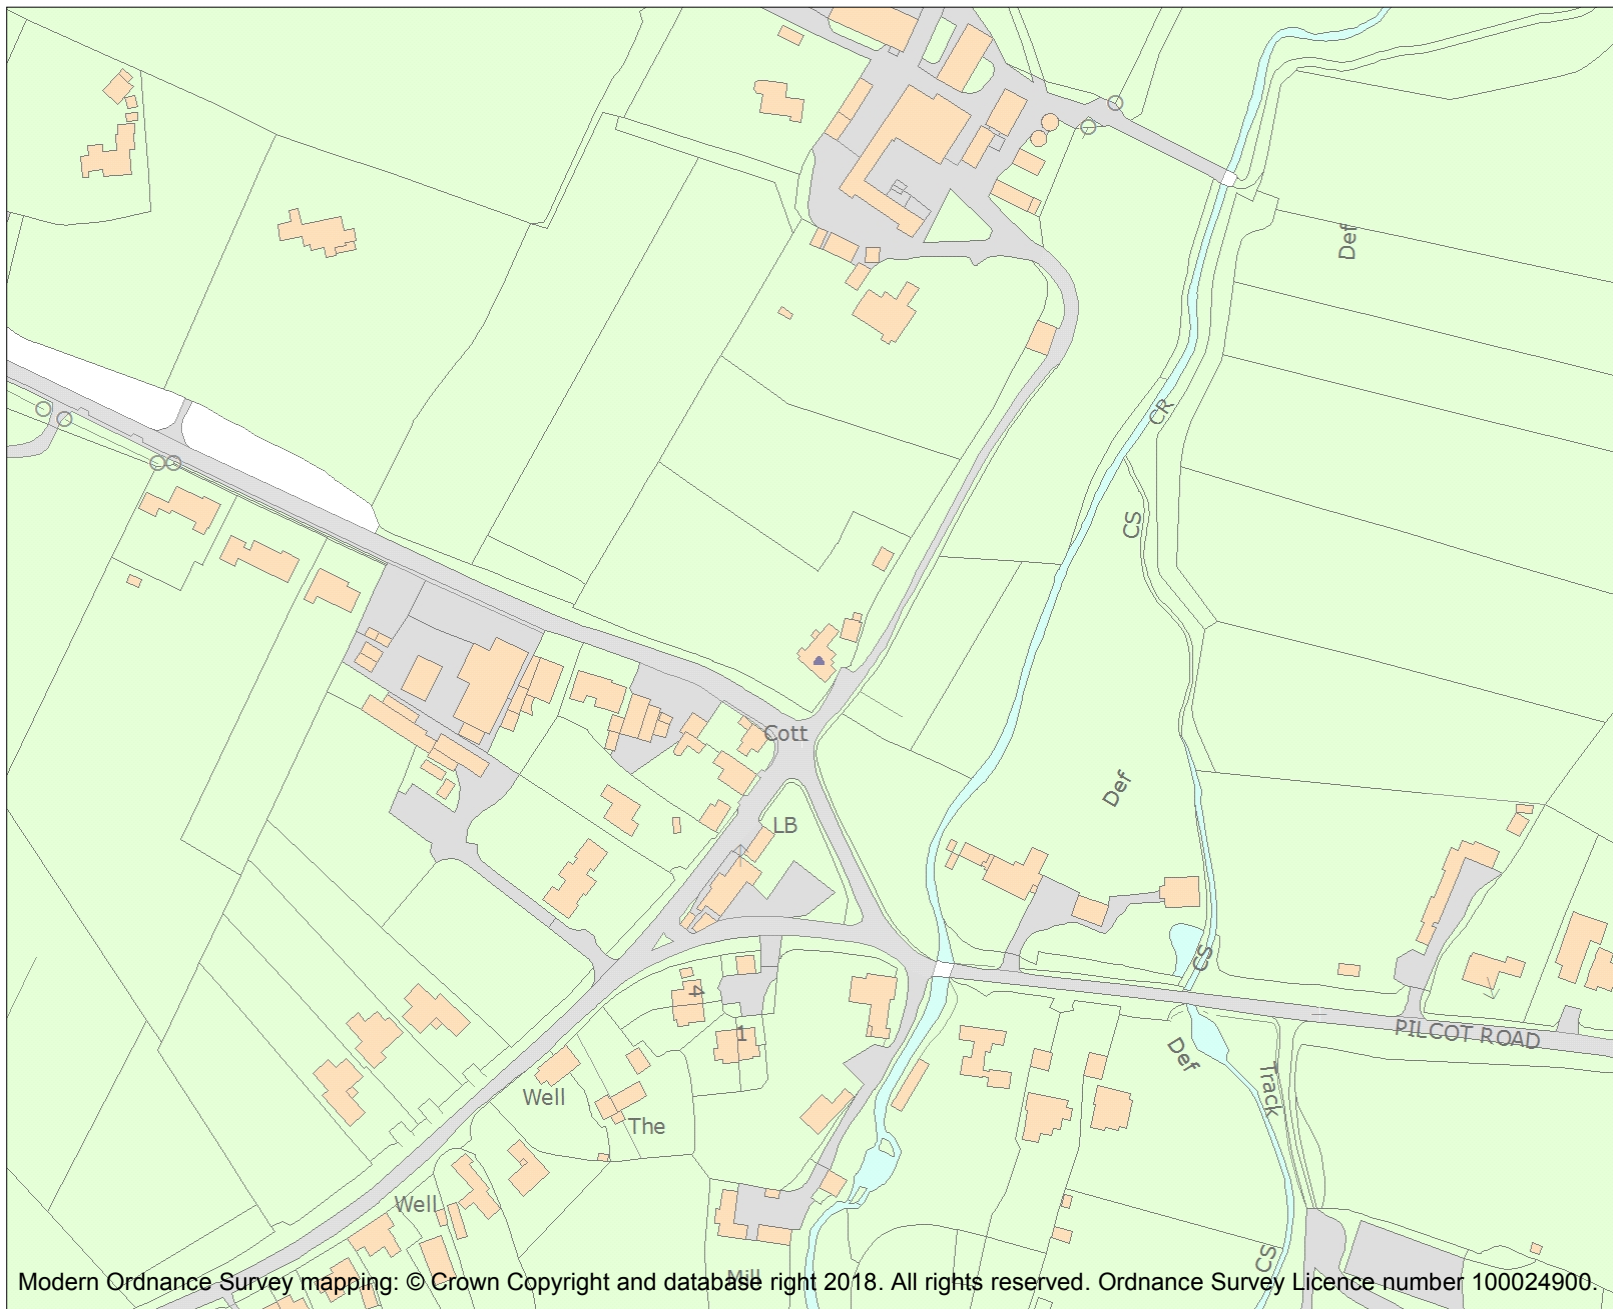 Def
CR
CS
Cott
Def
LB
CS
4
1
PILCOT ROAD
Def
Track
Well
The
Well
CS
Mill
Modern Ordnance Survey mapping: © Crown Copyright and database right 2018. All rights reserved. Ordnance Survey Licence number 100024900.